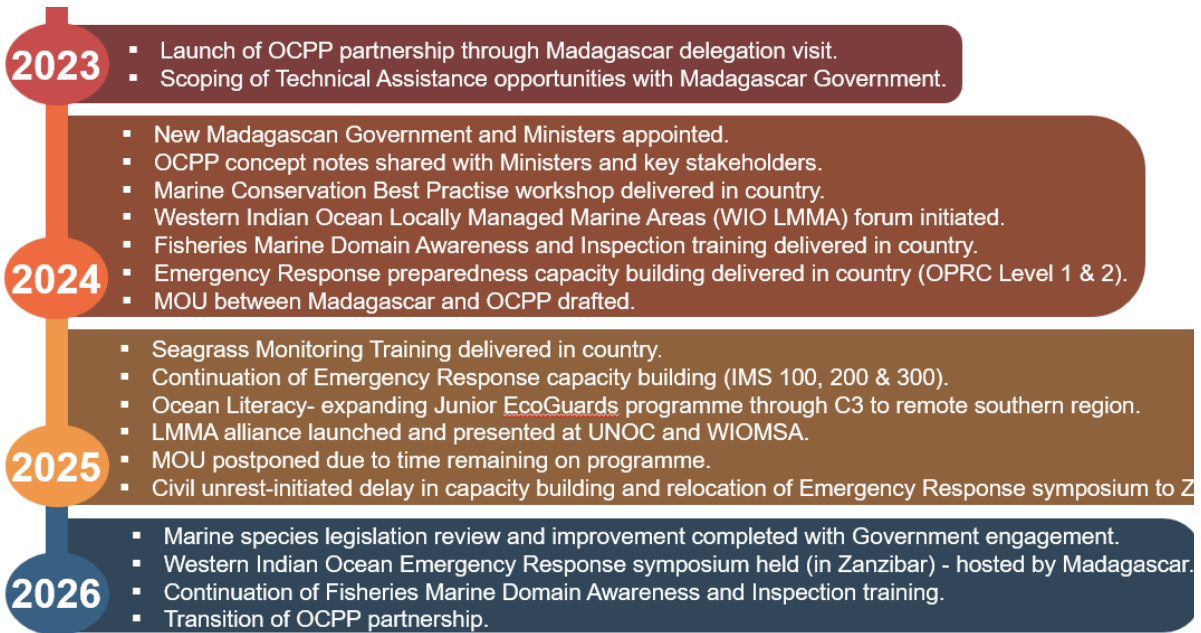 2023
▪ Launch of OCPP partnership through Madagascar delegation visit.
▪ Scoping of Technical Assistance opportunities with Madagascar Government.
2024
▪ New Madagascan Government and Ministers appointed.
▪ OCPP concept notes shared with Ministers and key stakeholders.
▪ Marine Conservation Best Practise workshop delivered in country.
▪ Western Indian Ocean Locally Managed Marine Areas (WIO LMMA) forum initiated.
▪ Fisheries Marine Domain Awareness and Inspection training delivered in country.
▪ Emergency Response preparedness capacity building delivered in country (OPRC Level 1 & 2).
▪ MOU between Madagascar and OCPP drafted.
2025
▪ Seagrass Monitoring Training delivered in country.
▪ Continuation of Emergency Response capacity building (IMS 100, 200 & 300).
▪ Ocean Literacy- expanding Junior EcoGuards programme through C3 to remote southern region.
▪ LMMA alliance launched and presented at UNOC and WIOMSA.
▪ MOU postponed due to time remaining on programme.
▪ Civil unrest-initiated delay in capacity building and relocation of Emergency Response symposium to
2026
▪ Marine species legislation review and improvement completed with Government engagement.
▪ Western Indian Ocean Emergency Response symposium held (in Zanzibar) - hosted by Madagascar.
▪ Continuation of Fisheries Marine Domain Awareness and Inspection training.
▪ Transition of OCPP partnership.